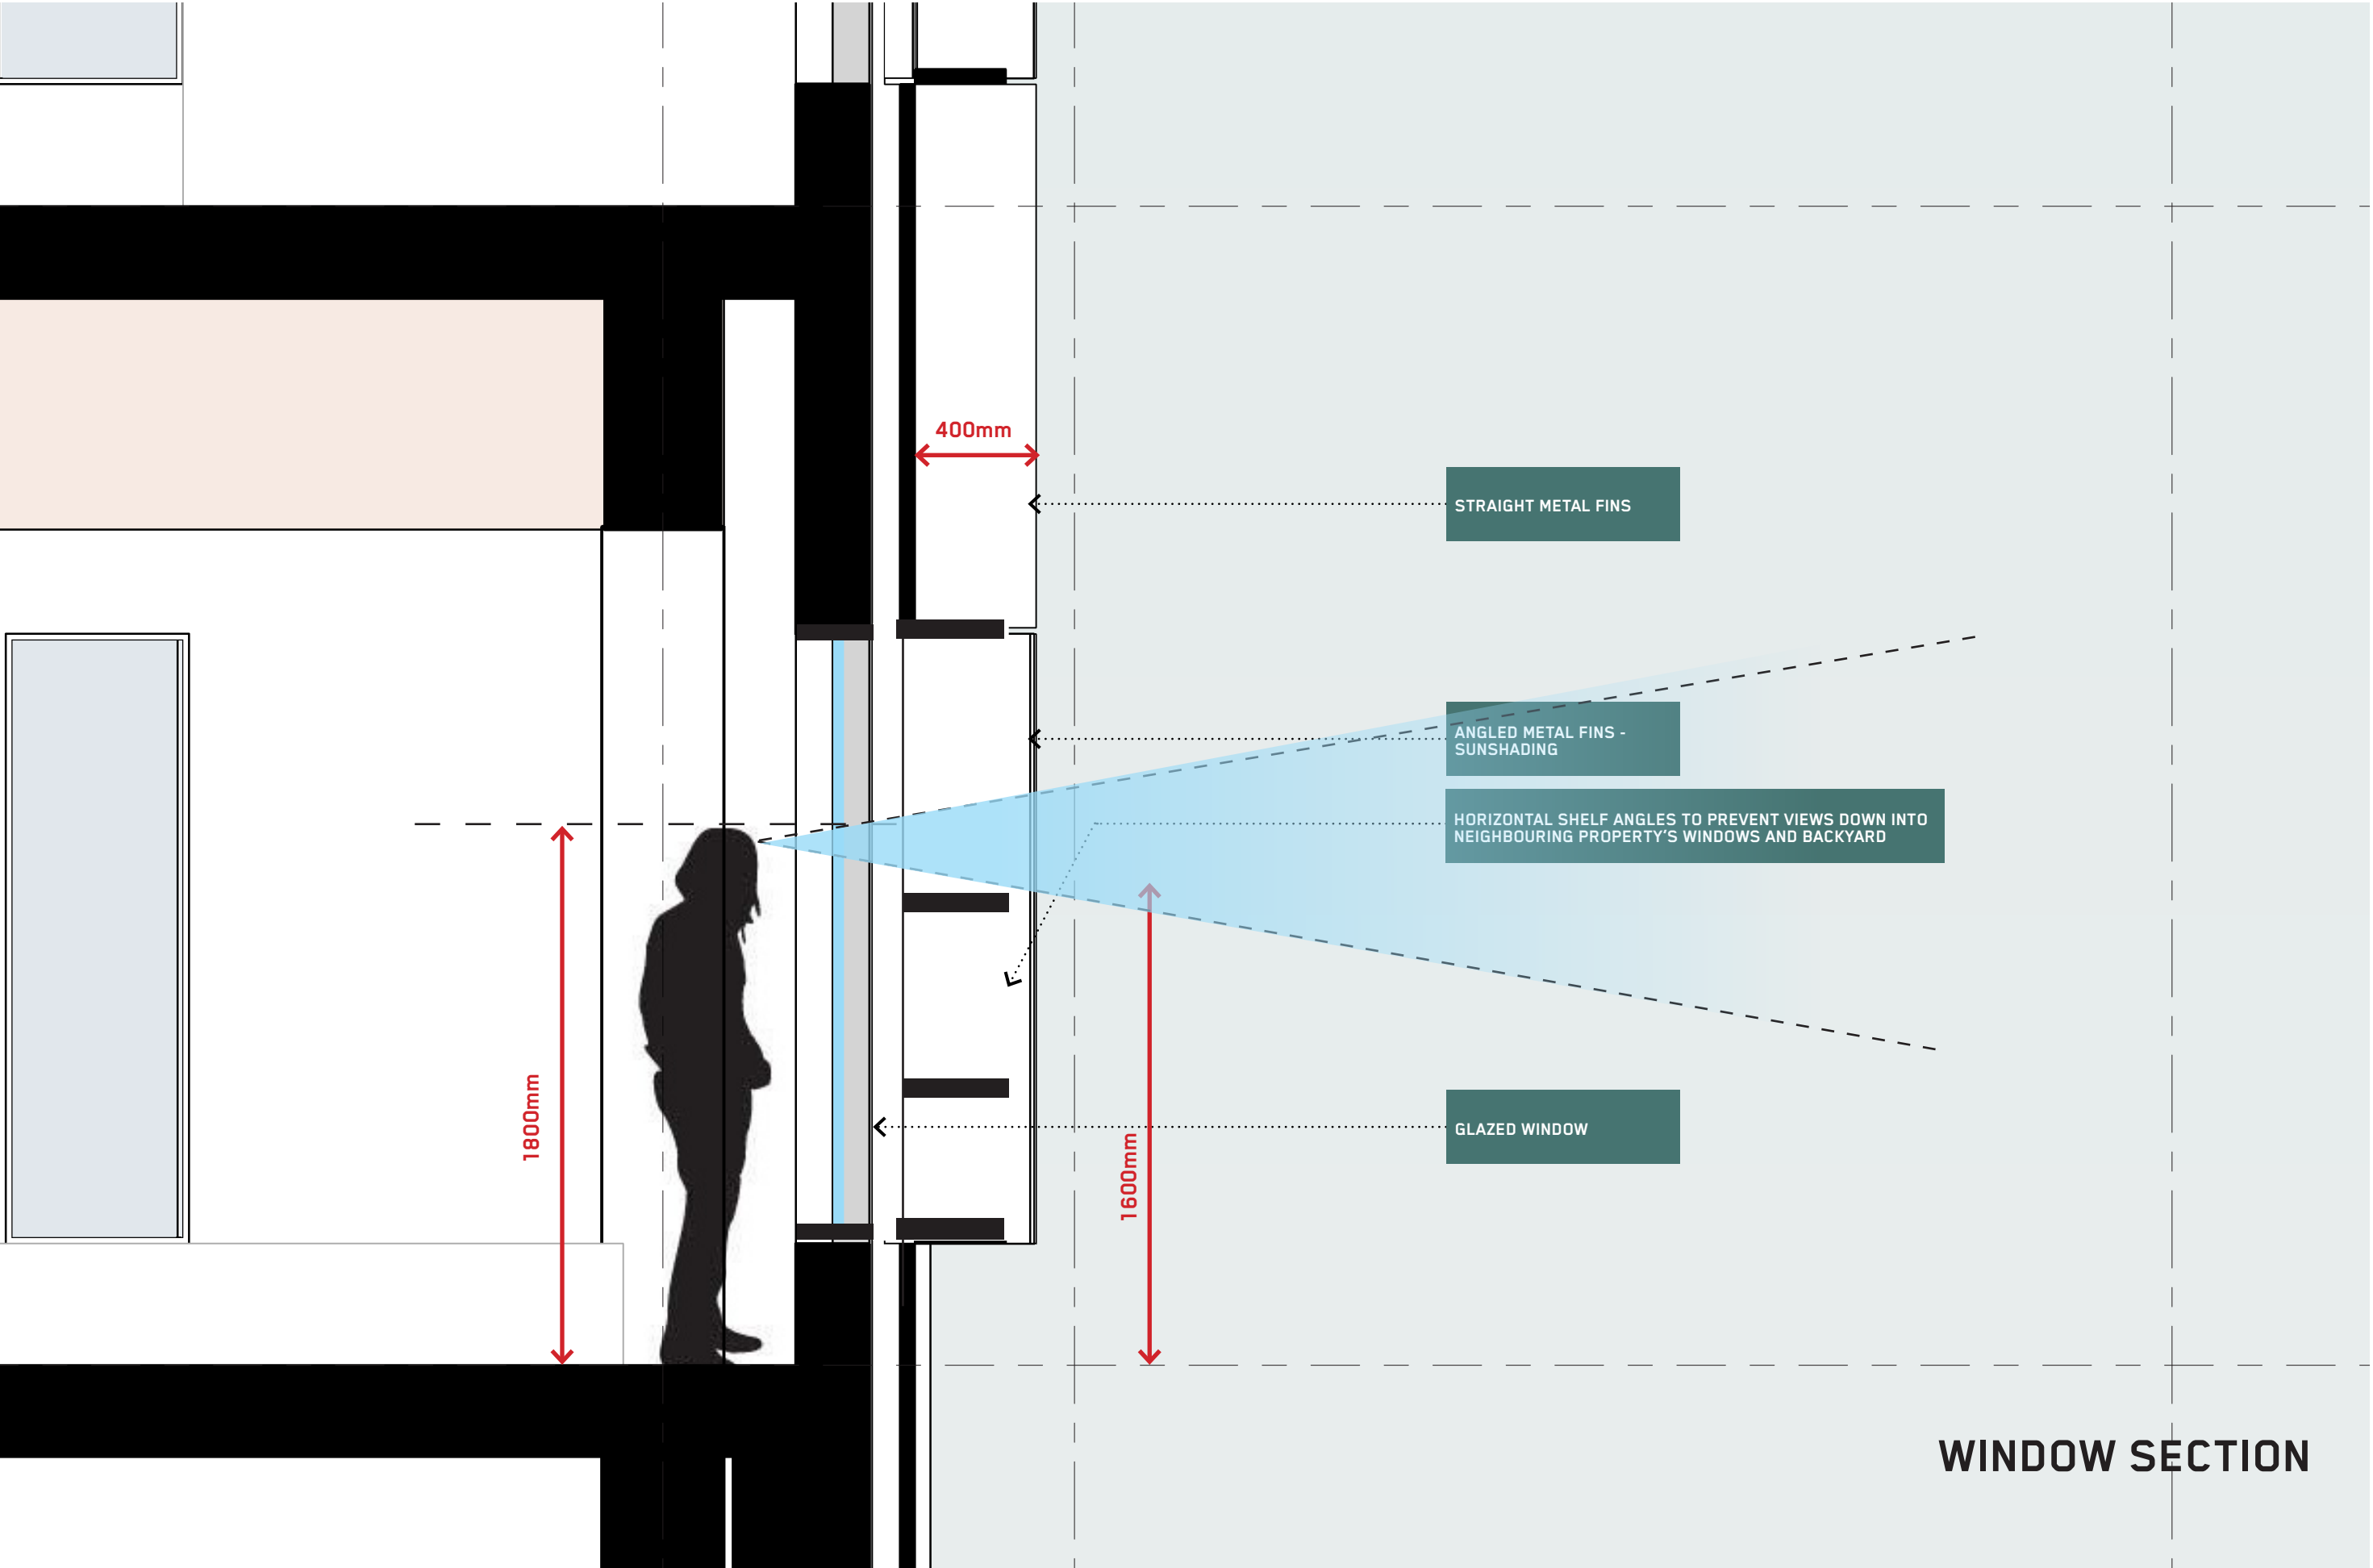 400mm
STRAIGHT METAL FINS
ANGLED METAL FINS -
SUNSHADING
HORIZONTAL SHELF ANGLES TO PREVENT VIEWS DOWN INTO
NEIGHBOURING PROPERTY'S WINDOWS AND BACKYARD
1800mm
1600mm
GLAZED WINDOW
WINDOW SECTION